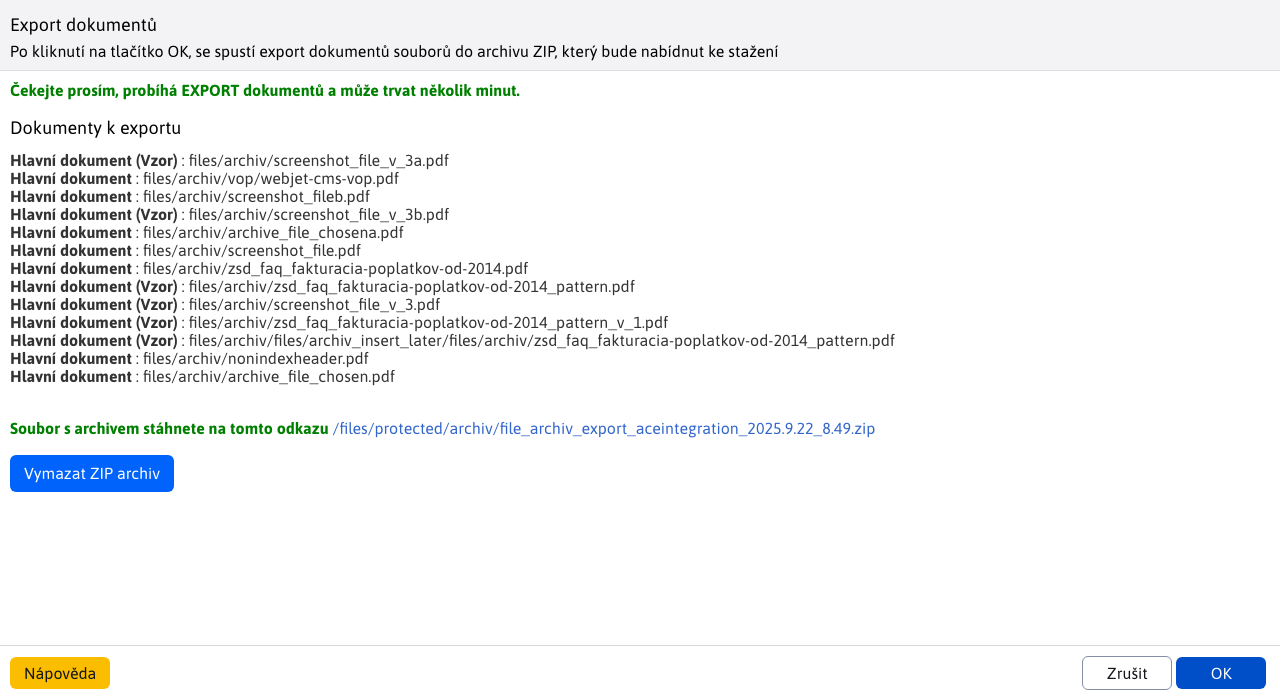 Export dokumentů
Po kliknutí na tlačítko OK, se spustí export dokumentů souborů do archivu ZIP, který bude nabídnut ke stažení
Čekejte prosím, probíhá EXPORT dokumentů a může trvat několik minut.
Dokumenty k exportu
Hlavní dokument (Vzor) : files/archiv/screenshot_file_v_3a.pdf
Hlavní dokument : files/archiv/vop/webjet-cms-vop.pdf
Hlavní dokument : files/archiv/screenshot_fileb.pdf
Hlavní dokument (Vzor) : files/archiv/screenshot_file_v_3b.pdf
Hlavní dokument : files/archiv/archive_file_chosena.pdf
Hlavní dokument : files/archiv/screenshot_file.pdf
Hlavní dokument : files/archiv/zsd_faq_fakturacia-poplatkov-od-2014.pdf
Hlavní dokument (Vzor) : files/archiv/zsd_faq_fakturacia-poplatkov-od-2014_pattern.pdf
Hlavní dokument (Vzor) : files/archiv/screenshot_file_v_3.pdf
Hlavní dokument (Vzor) : files/archiv/zsd_faq_fakturacia-poplatkov-od-2014_pattern_v_1.pdf
Hlavní dokument (Vzor) : files/archiv/files/archiv_insert_later/files/archiv/zsd_faq_fakturacia-poplatkov-od-2014_pattern.pdf
Hlavní dokument : files/archiv/nonindexheader.pdf
Hlavní dokument : files/archiv/archive_file_chosen.pdf
Soubor s archivem stáhnete na tomto odkazu /files/protected/archiv/file_archiv_export_aceintegration_2025.9.22_8.49.zip
Vymazat ZIP archiv
Nápověda
Zrušit
OK